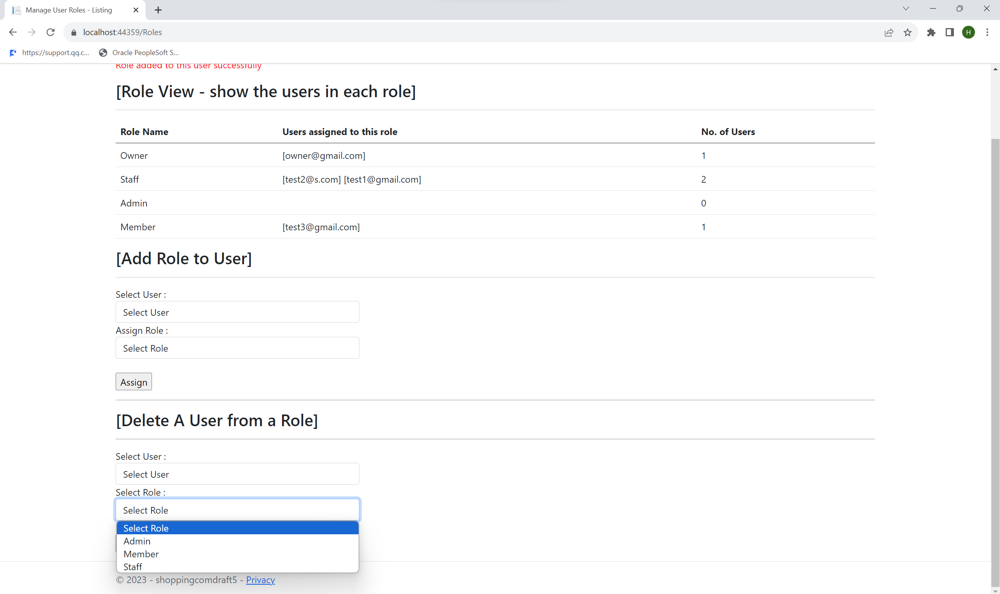 Manage User Roles - Listing
localhost:44359/Roles
H
https://support.qq.c...
Oracle PeopleSoft S...
Role added to this user successfully
[Role View - show the users in each role]
Role Name Users assigned to this role No. of Users
Owner [owner@gmail.com] 1
Staff [test2@s.com] [test1@gmail.com] 2
Admin 0
Member [test3@gmail.com] 1
[Add Role to User]
Select User :
Select User
Assign Role :
Select Role
Assign
[Delete A User from a Role]
Select User :
Select User
Select Role :
Select Role
Select Role
Admin
Member
Staff
© 2023 - shoppingcomdraft5 - Privacy